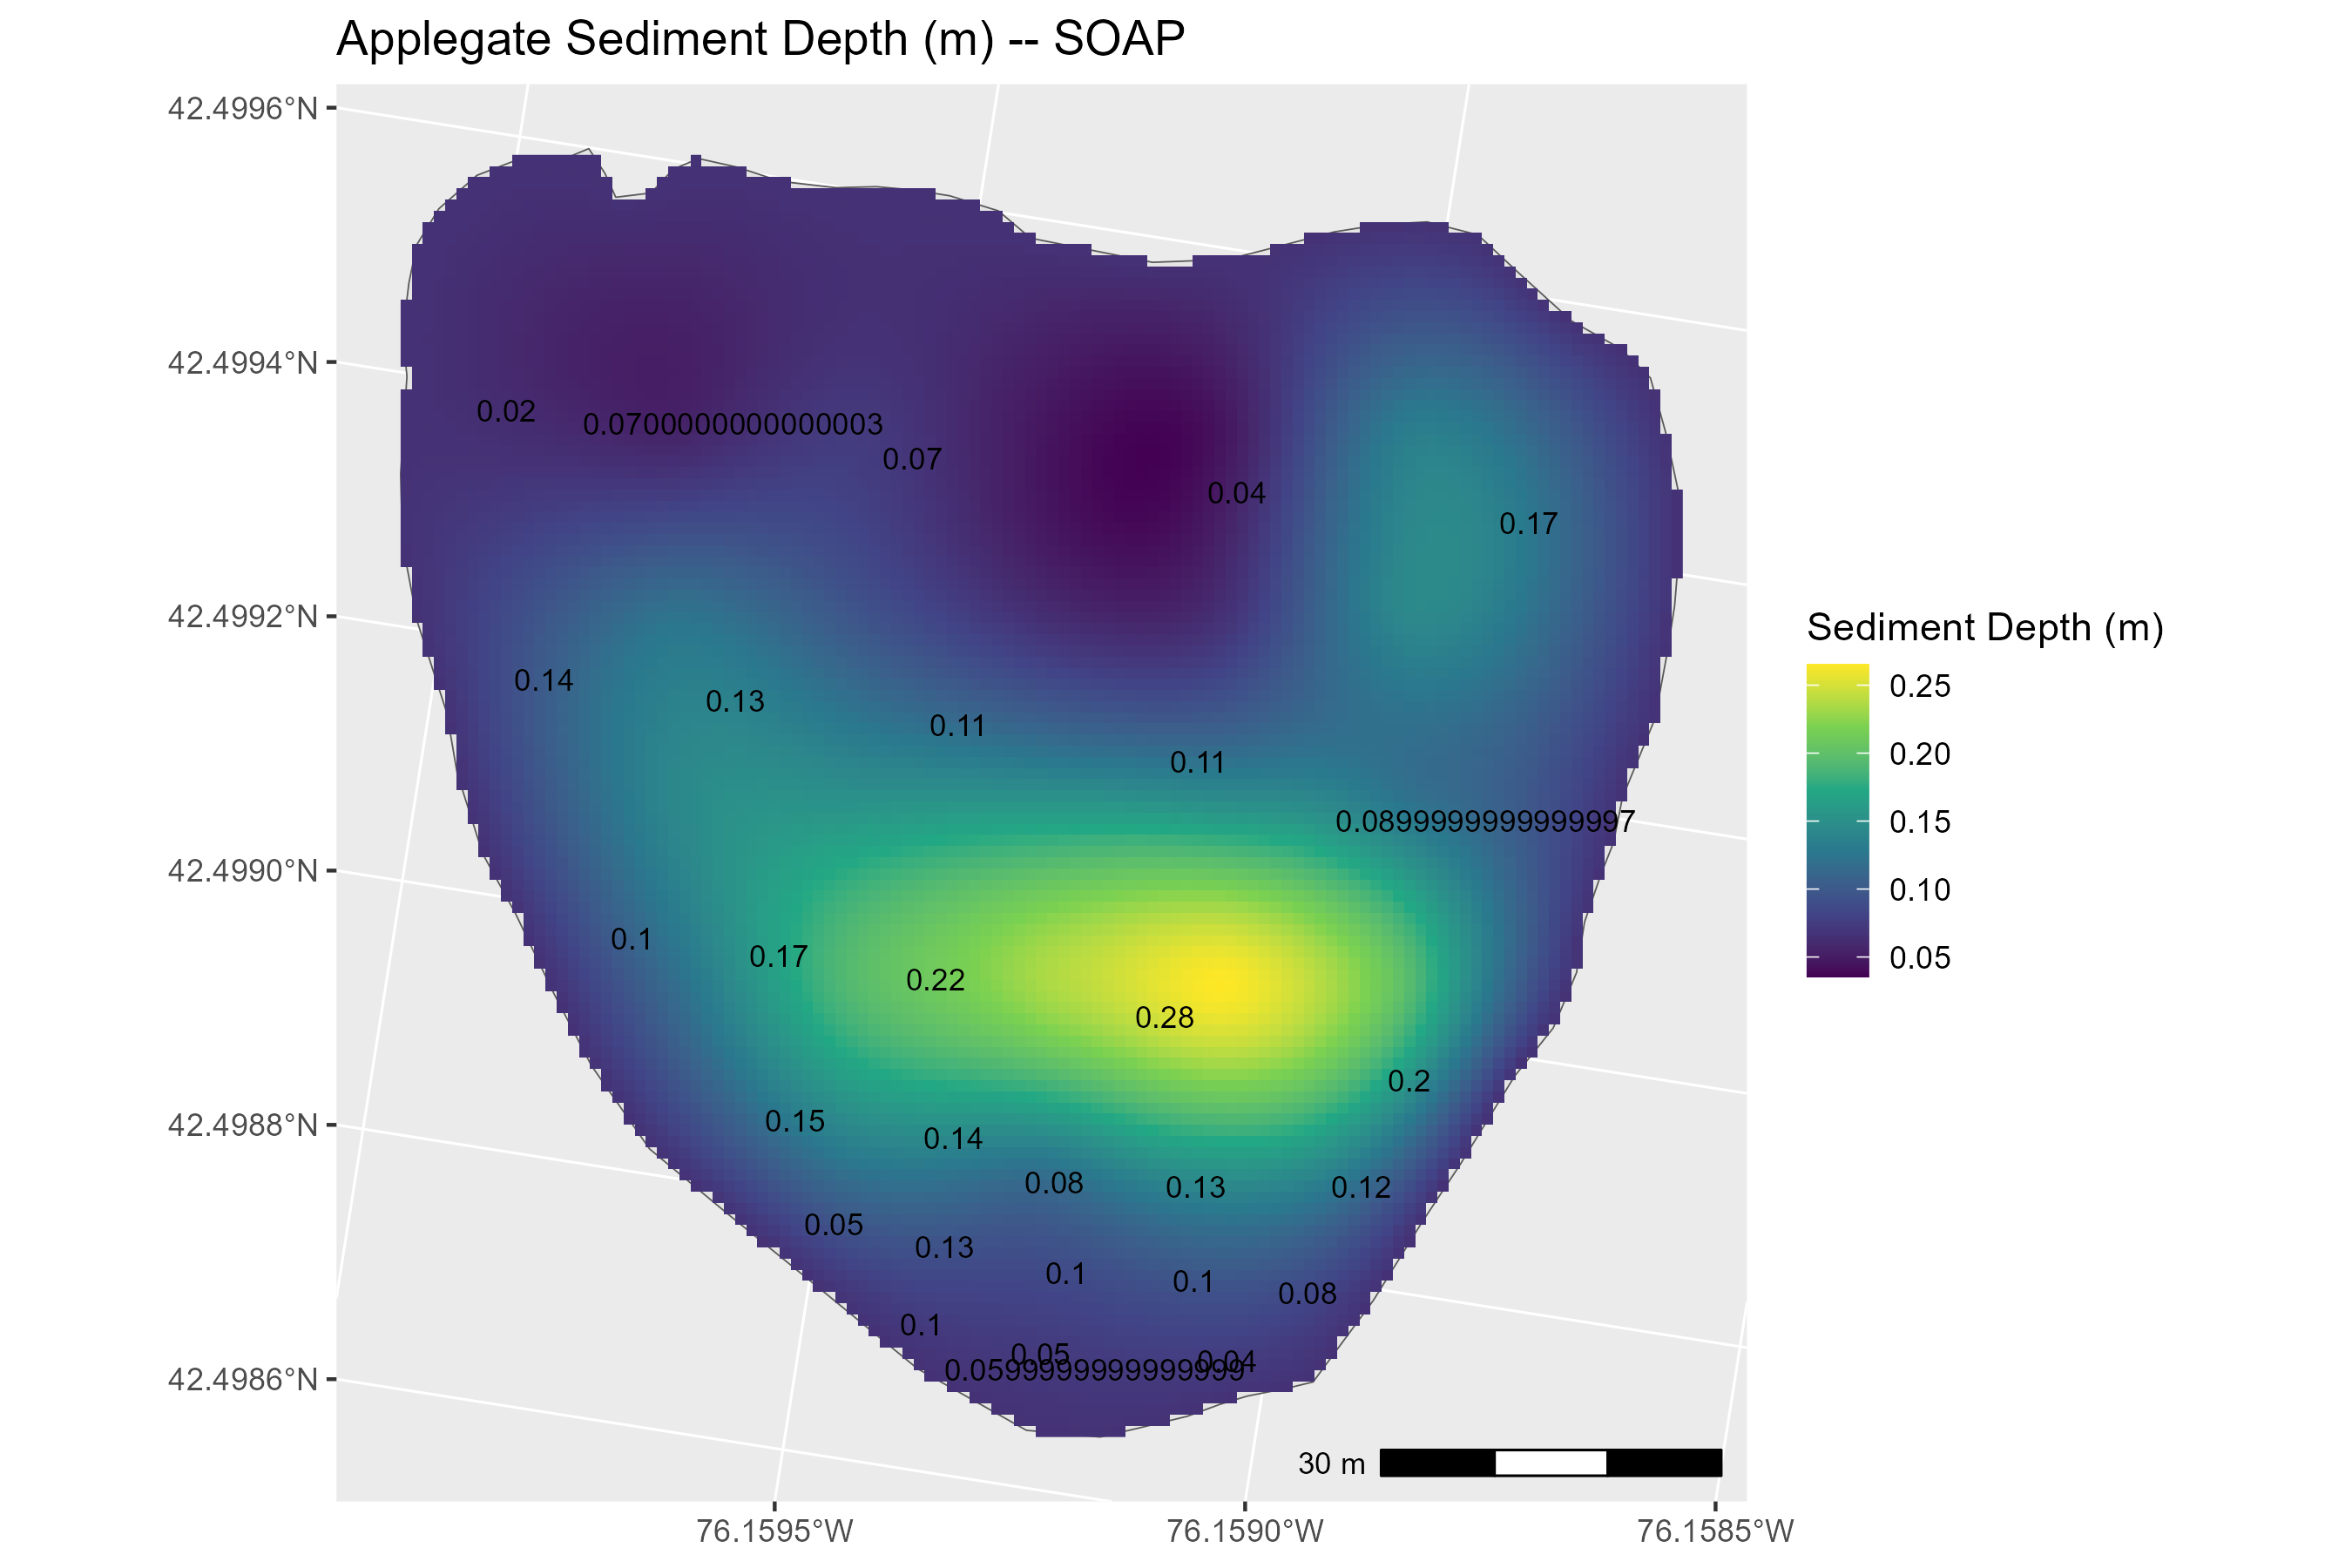 Applegate Sediment Depth (m) -- SOAP
42.4996°N
42.4994°N
42.4992°N
42.4990°N
42.4988°N
42.4986°N
0.02
0.0700000000000003
0.07
0.04
0.17
0.14
0.13
0.11
0.11
0.0899999999999997
0.1
0.17
0.22
0.28
0.2
0.15
0.14
0.08
0.13
0.12
0.05
0.13
0.1
0.1
0.08
0.1
0.05
0.04
0.0599999999999999
30 m
76.1595°W
76.1590°W
76.1585°W
Sediment Depth (m)
0.25
0.20
0.15
0.10
0.05